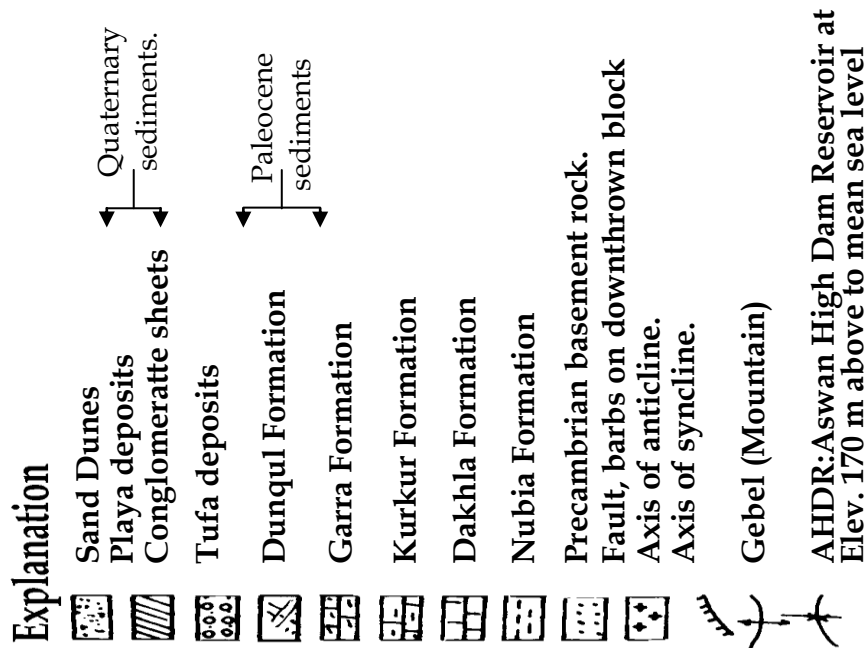 Explanation
Sand Dunes
Playa deposits
Conglomeratte sheets
Quaternary
sediments.
Tufa deposits
Dunqul Formation
Garra Formation
Paleocene
sediments
Kurkur Formation
Dakhla Formation
Nubia Formation
Precambrian basement rock.
Fault, barbs on downthrown block
Axis of anticline.
Axis of syncline.
Gebel (Mountain)
AHDR:Aswan High Dam Reservoir at
Elev. 170 m above to mean sea level